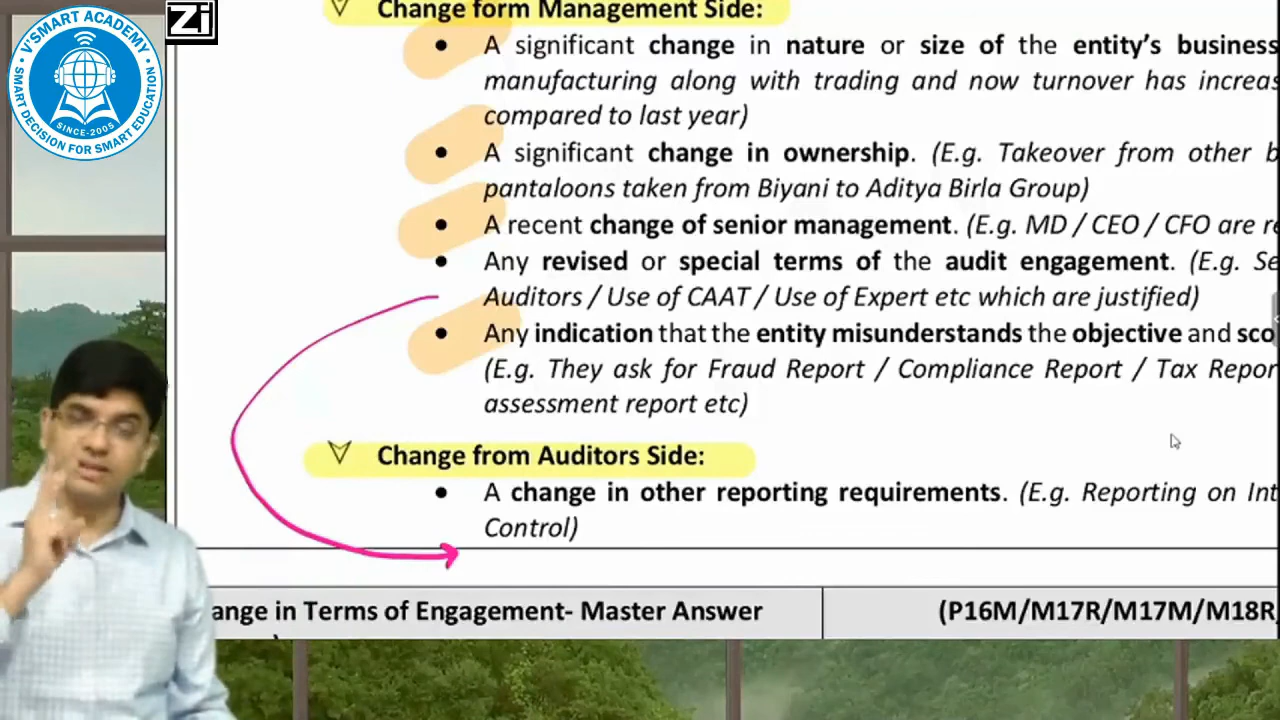 V'SMART ACADEMY
SINCE-2005
SMART DECISION FOR SMART EDUCATION
Zi
Change form Management Side:
• A significant change in nature or size of the entity's business
manufacturing along with trading and now turnover has increas
compared to last year)
• A significant change in ownership. (E.g. Takeover from other b
pantaloons taken from Biyani to Aditya Birla Group)
• A recent change of senior management. (E.g. MD / CEO / CFO are re
• Any revised or special terms of the audit engagement. (E.g. Se
Auditors / Use of CAAT / Use of Expert etc which are justified)
• Any indication that the entity misunderstands the objective and sco
(E.g. They ask for Fraud Report / Compliance Report / Tax Repor
assessment report etc)
Change from Auditors Side:
• A change in other reporting requirements. (E.g. Reporting on Int
Control)
ange in Terms of Engagement- Master Answer
(P16M/M17R/M17M/M18R